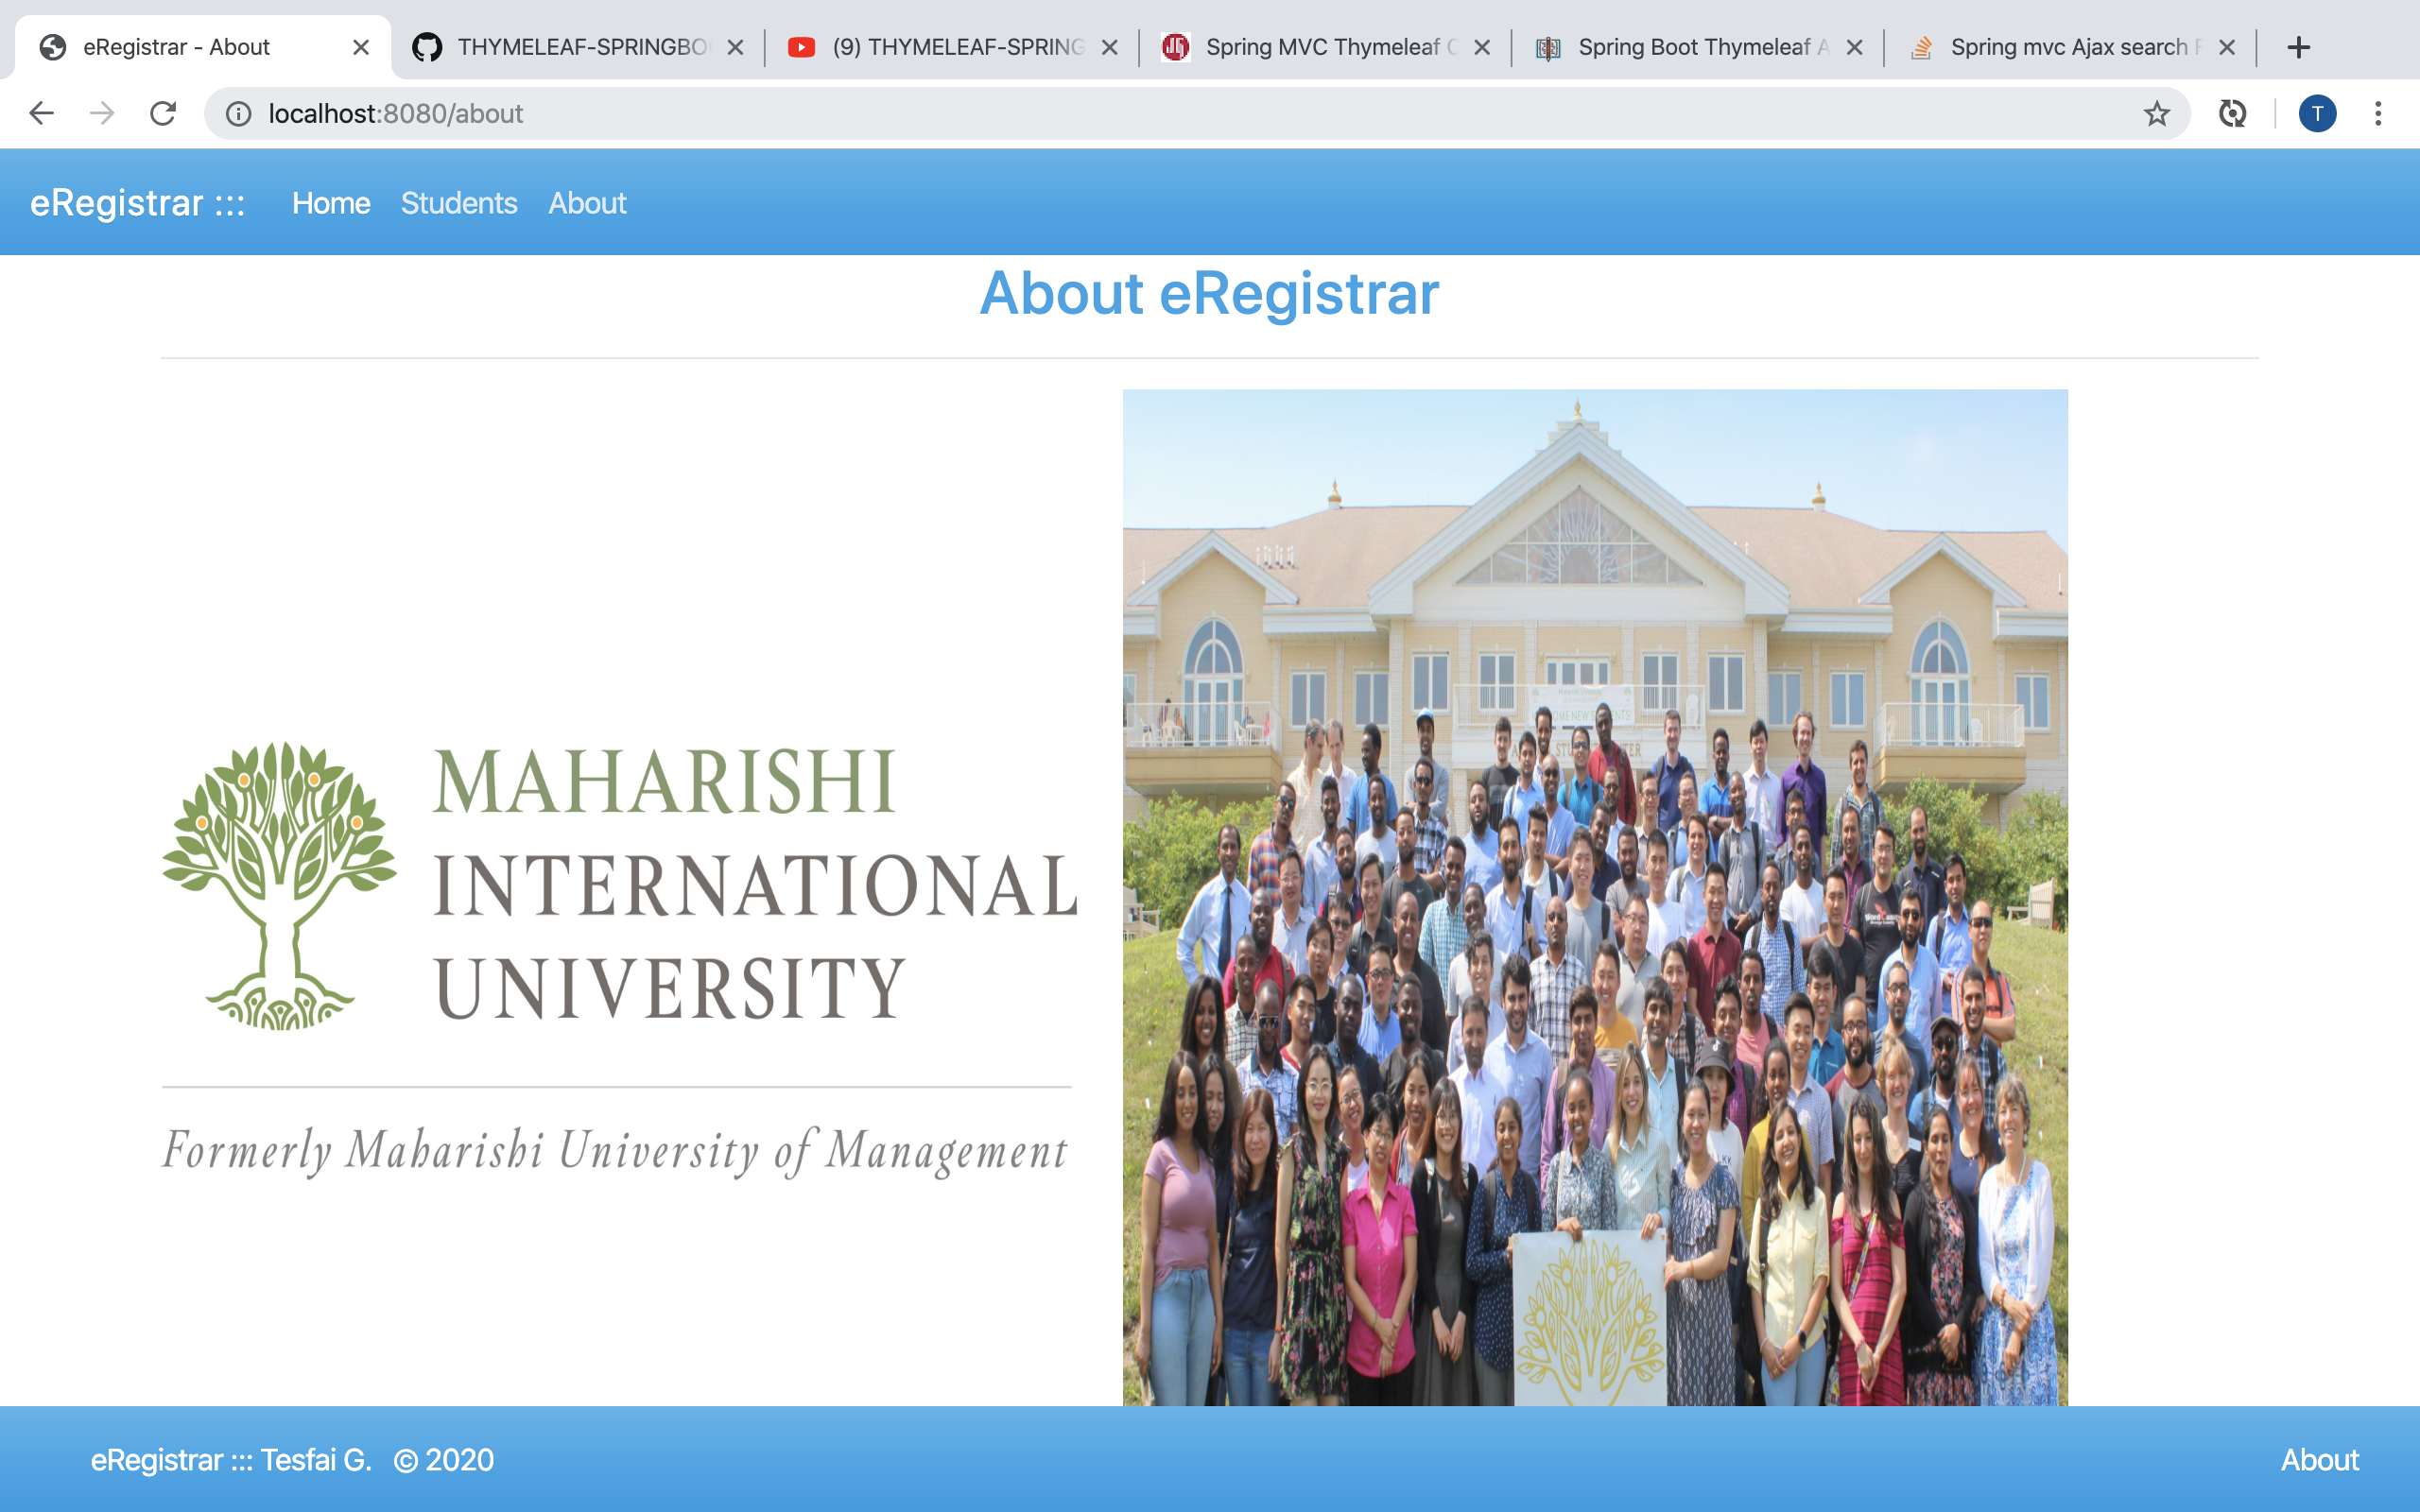 eRegistrar - About
THYMELEAF-SPRINGBO
(9) THYMELEAF-SPRING
Spring MVC Thymeleaf C
Spring Boot Thymeleaf A
Spring mvc Ajax search F
localhost:8080/about
T
eRegistrar ::: Home Students About
About eRegistrar
MAHARISHI
INTERNATIONAL
UNIVERSITY
Formerly Maharishi University of Management
eRegistrar ::: Tesfai G. © 2020
About